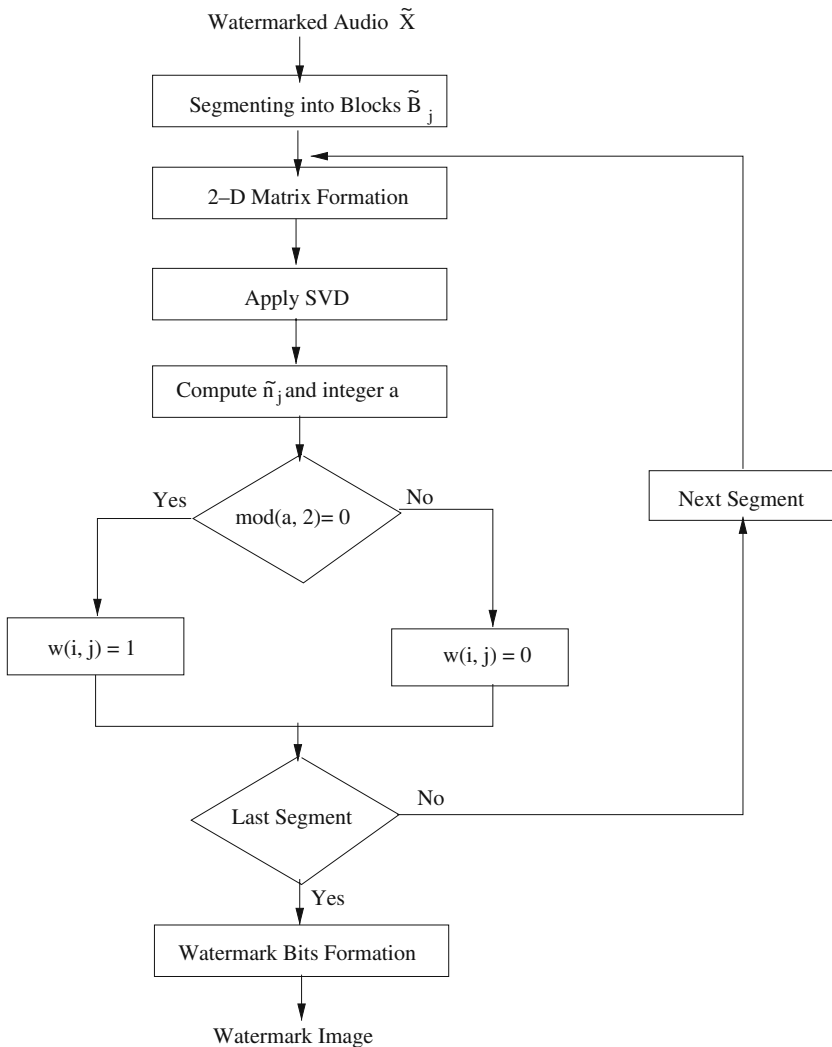 Watermarked Audio X̃
Segmenting into Blocks B̃ j
2–D Matrix Formation
Apply SVD
Compute ñ j and integer a
Yes
No
mod(a, 2)= 0
Next Segment
w(i, j) = 1
w(i, j) = 0
No
Last Segment
Yes
Watermark Bits Formation
Watermark Image